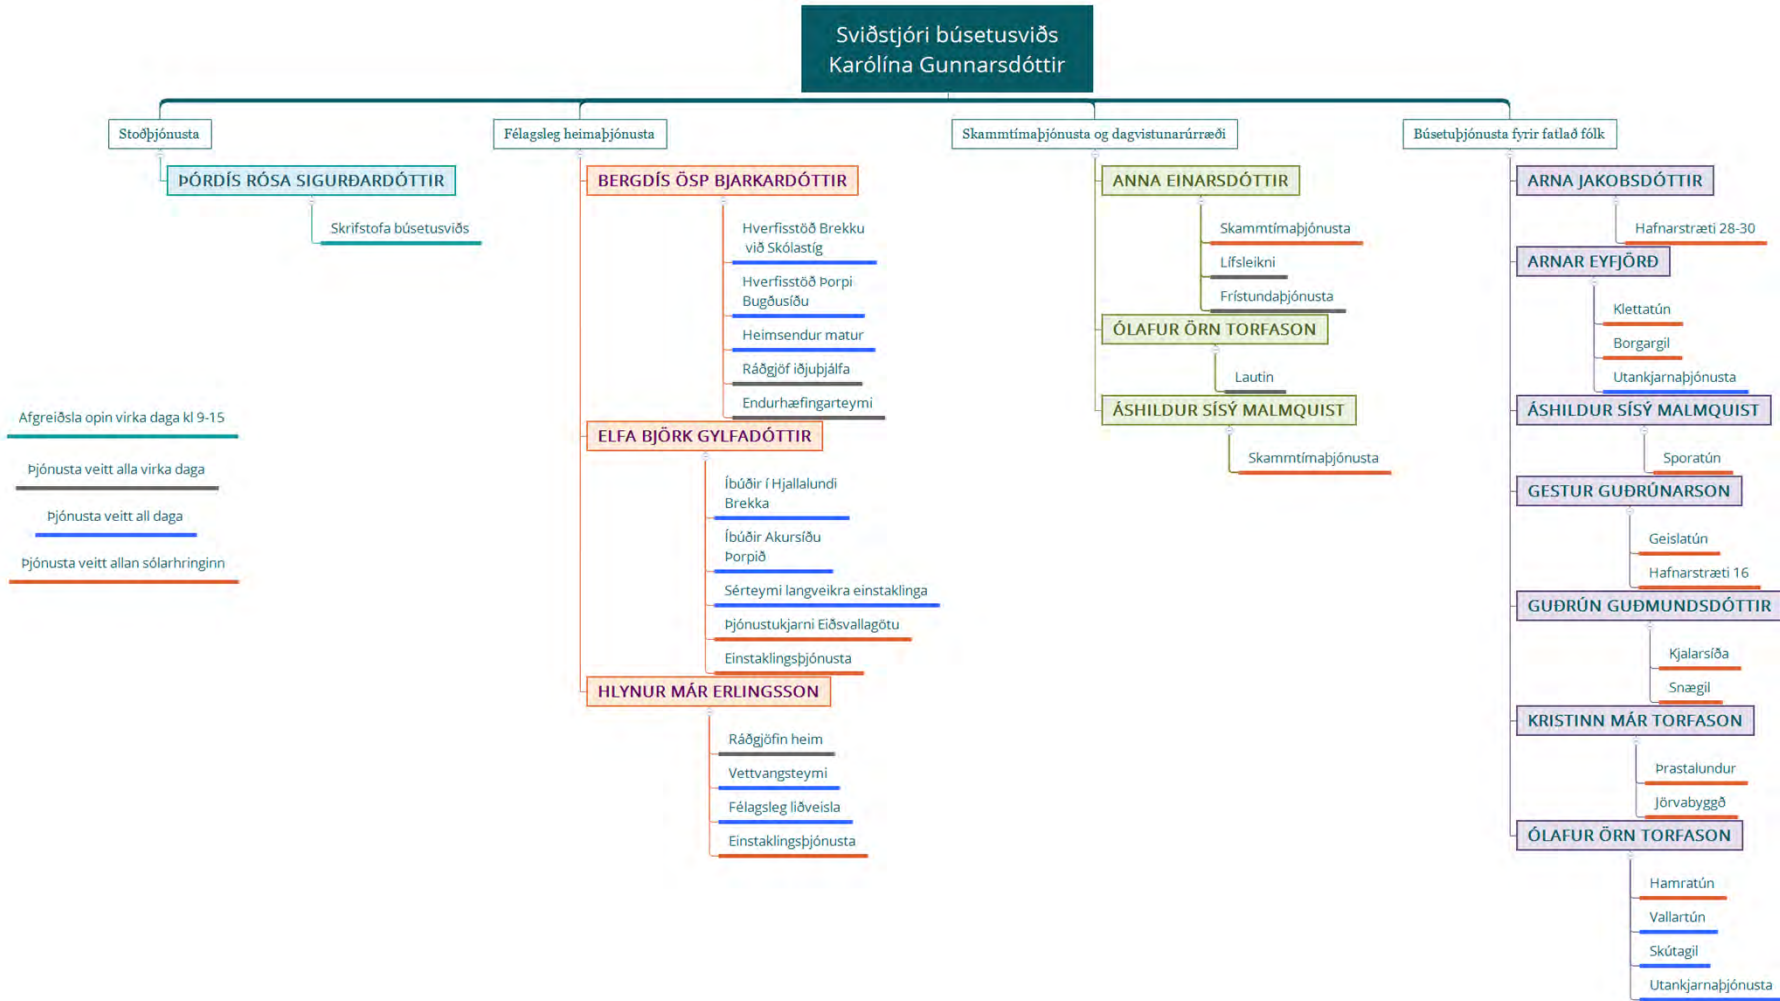 Sviðstjóri búsetusviðs
Karólína Gunnarsdóttir
Stoðþjónusta
ÞÓRDÍS RÓSA SIGURÐARDÓTTIR
Skrifstofa búsetusviðs
Afgreiðsla opin virka daga kl 9-15
Þjónusta veitt alla virka daga
Þjónusta veitt all daga
Þjónusta veitt allan sólarhringinn
Félagsleg heimaþjónusta
BERGDÍS ÖSP BJARKARDÓTTIR
Hverfisstöð Brekku
við Skólastíg
Hverfisstöð Þorpi
Bugðusíðu
Heimsendur matur
Ráðgjöf iðjuþjálfa
Endurhæfingarteymi
ELFA BJÖRK GYLFADÓTTIR
Íbúðir í Hjallalundi
Brekka
Íbúðir Akursíðu
Þorpið
Sérteymi langveikra einstaklinga
Þjónustukjarni Eiðsvallagötu
Einstaklingsþjónusta
HLYNUR MÁR ERLINGSSON
Ráðgjöfin heim
Vettvangsteymi
Félagsleg liðveisla
Einstaklingsþjónusta
Skammtímaþjónusta og dagvistunarúrræði
ANNA EINARSDÓTTIR
Skammtímaþjónusta
Lífsleikni
Frístundaþjónusta
ÓLAFUR ÖRN TORFASON
Lautin
ÁSHILDUR SÍSÝ MALMQUIST
Skammtímaþjónusta
Búsetuþjónusta fyrir fatlað fólk
ARNA JAKOBSDÓTTIR
Hafnarstræti 28-30
ARNAR EYFJÖRÐ
Klettatún
Borgargil
Utankjarnaþjónusta
ÁSHILDUR SÍSÝ MALMQUIST
Sporatún
GESTUR GUÐRÚNARSON
Geislatún
Hafnarstræti 16
GUÐRÚN GUÐMUNDSDÓTTIR
Kjalarsíða
Snægil
KRISTINN MÁR TORFASON
Þrastalundur
Jörvabyggð
ÓLAFUR ÖRN TORFASON
Hamratún
Vallartún
Skútagil
Utankjarnaþjónusta